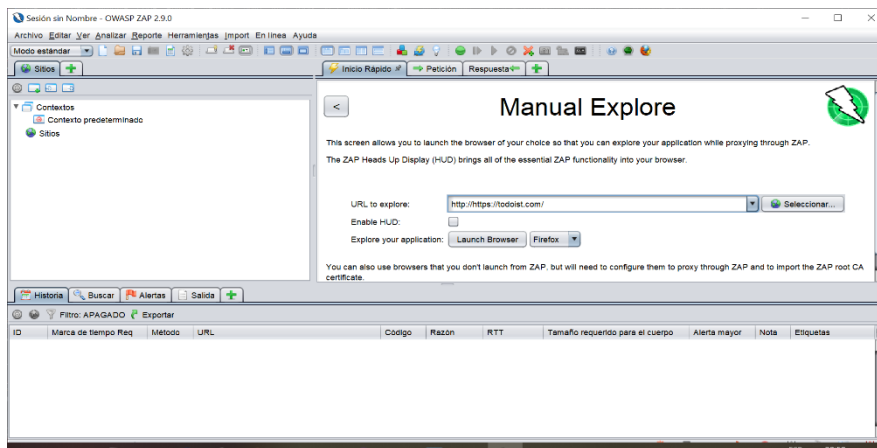 Sesión sin Nombre - OWASP ZAP 2.9.0
Archivo Editar Ver Analizar Reporte Herramientas Import En línea Ayuda
Modo estándar
Sitios
Inicio Rápido Petición Respuesta
Contextos
Contexto predeterminado
Sitios
<
Manual Explore
This screen allows you to launch the browser of your choice so that you can explore your application while proxying through ZAP.
The ZAP Heads Up Display (HUD) brings all of the essential ZAP functionality into your browser.
URL to explore: http://https://todoist.com/ Seleccionar...
Enable HUD:
Explore your application: Launch Browser Firefox
You can also use browsers that you don't launch from ZAP, but will need to configure them to proxy through ZAP and to import the ZAP root CA
certificate.
Historia Buscar Alertas Salida
Filtro: APAGADO Exportar
ID Marca de tiempo Req Método URL Código Razón RTT Tamaño requerido para el cuerpo Alerta mayor Nota Etiquetas